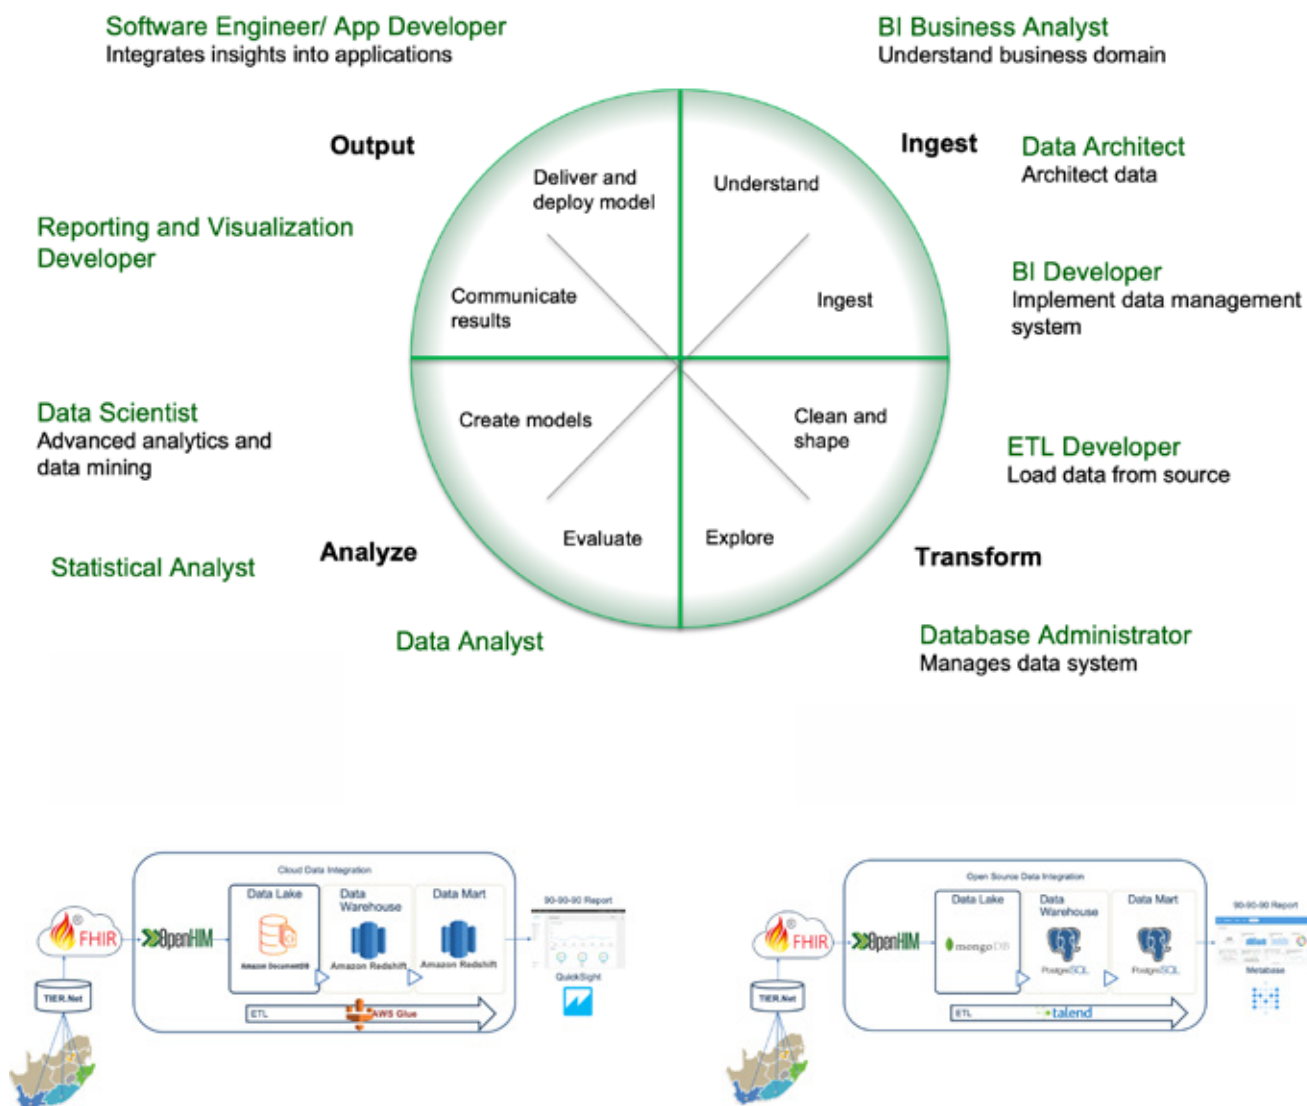 Software Engineer/ App Developer
Integrates insights into applications
BI Business Analyst
Understand business domain
Output
Ingest
Data Architect
Architect data
Deliver and
deploy model
Understand
Reporting and Visualization
Developer
BI Developer
Implement data management
system
Communicate
results
Ingest
Data Scientist
Advanced analytics and
data mining
Create models
Clean and
shape
ETL Developer
Load data from source
Analyze
Evaluate
Explore
Transform
Statistical Analyst
Data Analyst
Database Administrator
Manages data system
Cloud Data Integration
Data Lake
Data
Warehouse
Data Mart
90-90-90 Report
FHIR
®
OpenHIM
Amazon DocumentDB
Amazon Redshift
Amazon Redshift
QuickSight
TIER.Net
ETL
AWS Glue
Open Source Data Integration
Data Lake
Data
Warehouse
Data Mart
90-90-90 Report
FHIR
®
OpenHIM
mongoDB
PostgreSQL
PostgreSQL
Metabase
TIER.Net
ETL
talend